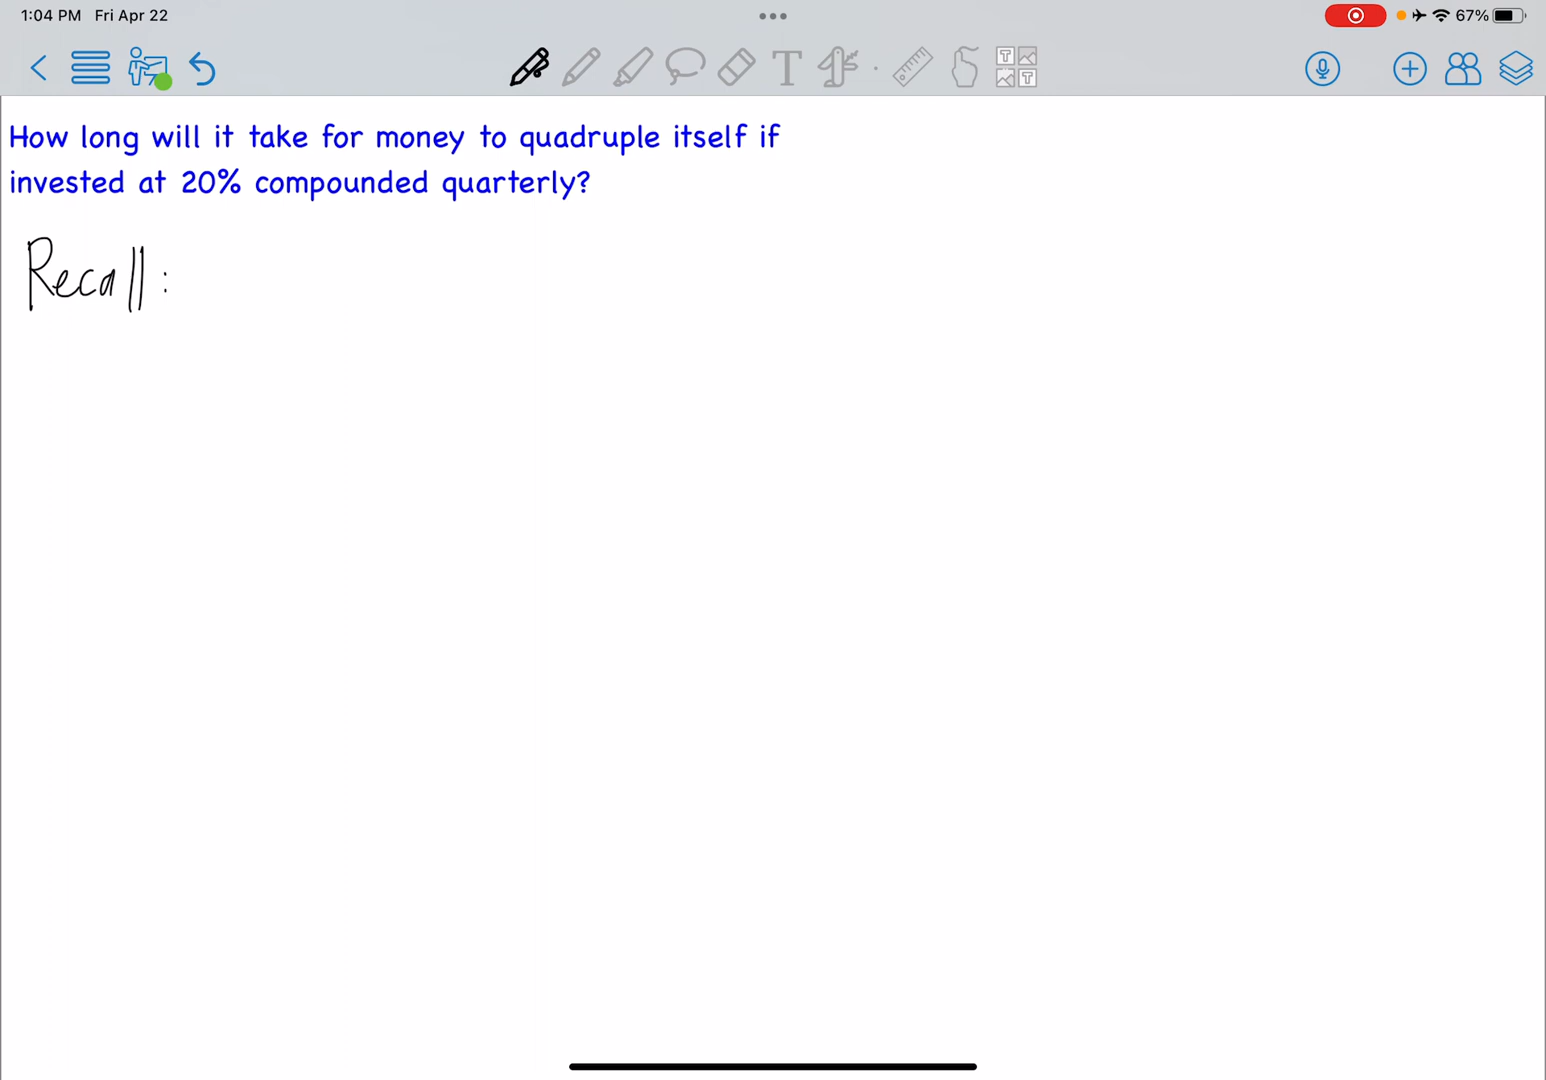 1:04 PM Fri Apr 22
67%
T
How long will it take for money to quadruple itself if
invested at 20% compounded quarterly?
Recall: